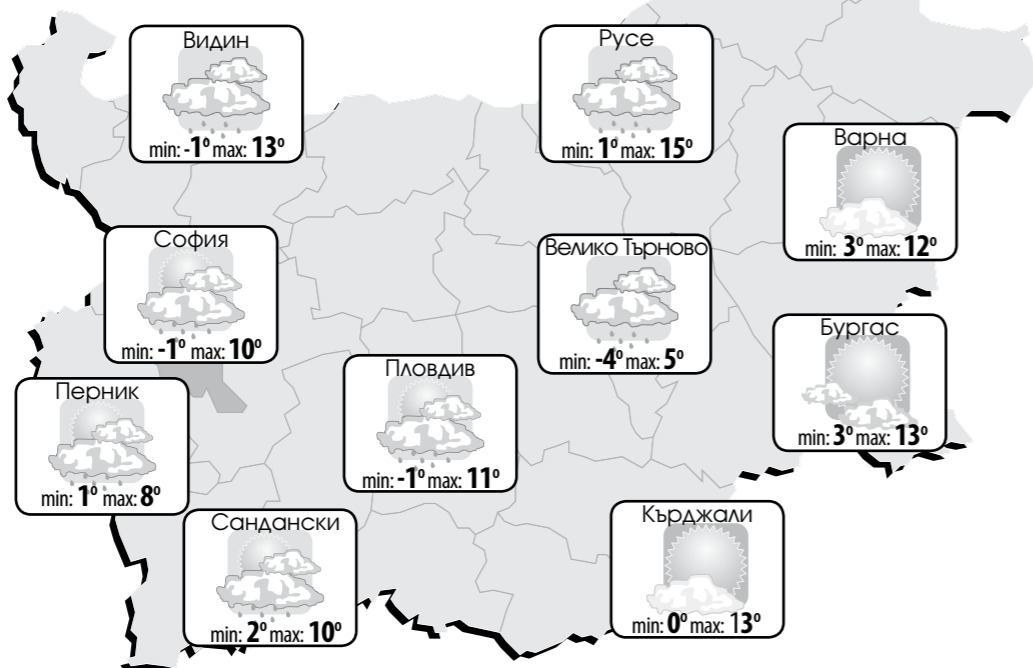 Видин
min: -1° max: 13°
Русе
min: 1° max: 15°
Варна
min: 3° max: 12°
София
min: -1° max: 10°
Велико Търново
min: -4° max: 5°
Бургас
min: 3° max: 13°
Пловдив
min: -1° max: 11°
Перник
min: 1° max: 8°
Сандански
min: 2° max: 10°
Кърджали
min: 0° max: 13°